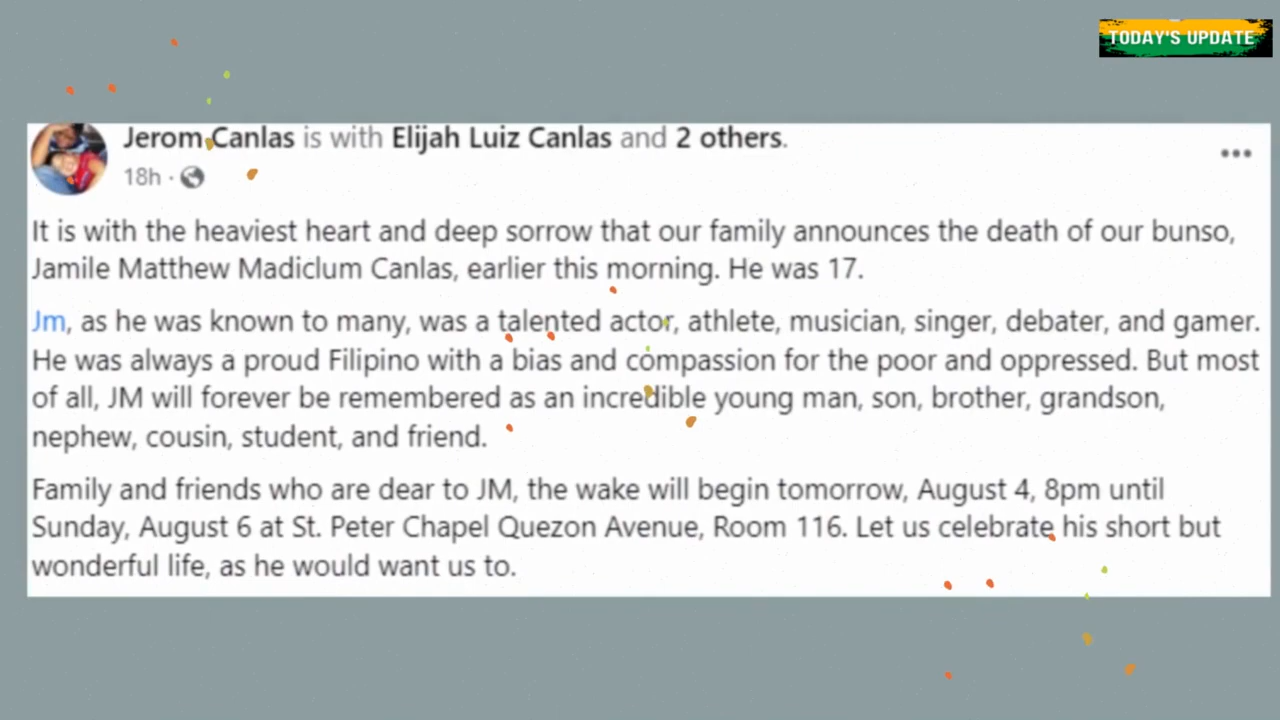 TODAY'S UPDATE
Jerom Canlas is with Elijah Luiz Canlas and 2 others.
18h ·
It is with the heaviest heart and deep sorrow that our family announces the death of our bunso,
Jamile Matthew Madiclum Canlas, earlier this morning. He was 17.
Jm, as he was known to many, was a talented actor, athlete, musician, singer, debater, and gamer.
He was always a proud Filipino with a bias and compassion for the poor and oppressed. But most
of all, JM will forever be remembered as an incredible young man, son, brother, grandson,
nephew, cousin, student, and friend.
Family and friends who are dear to JM, the wake will begin tomorrow, August 4, 8pm until
Sunday, August 6 at St. Peter Chapel Quezon Avenue, Room 116. Let us celebrate his short but
wonderful life, as he would want us to.